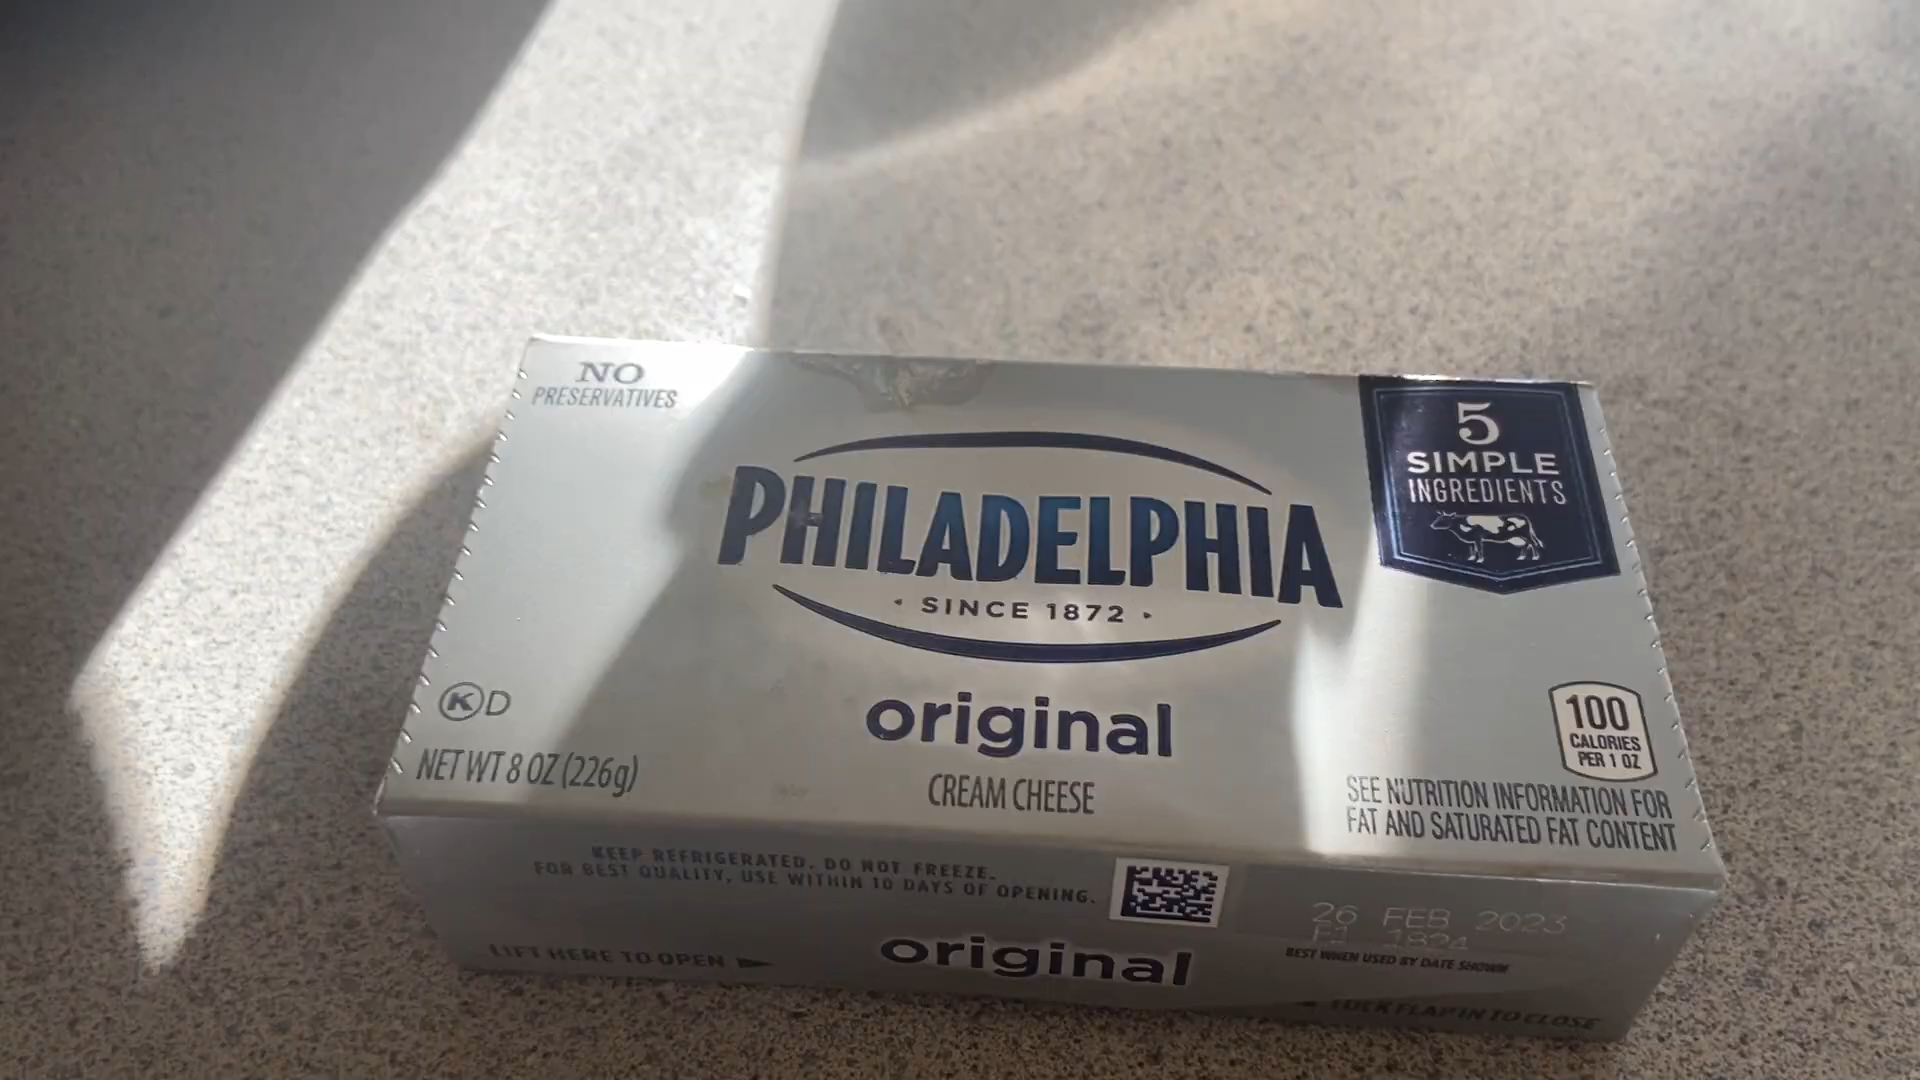 NO
PRESERVATIVES
5
SIMPLE
INGREDIENTS
PHILADELPHIA
SINCE 1872
original
CREAM CHEESE
K D
NET WT 8 OZ (226g)
100
CALORIES
PER 1 OZ
SEE NUTRITION INFORMATION FOR
FAT AND SATURATED FAT CONTENT
KEEP REFRIGERATED. DO NOT FREEZE.
FOR BEST QUALITY, USE WITHIN 10 DAYS OF OPENING.
LIFT HERE TO OPEN
original
26 FEB 2023
BEST WHEN USED BY DATE SHOWN
TUCK FLAP IN TO CLOSE